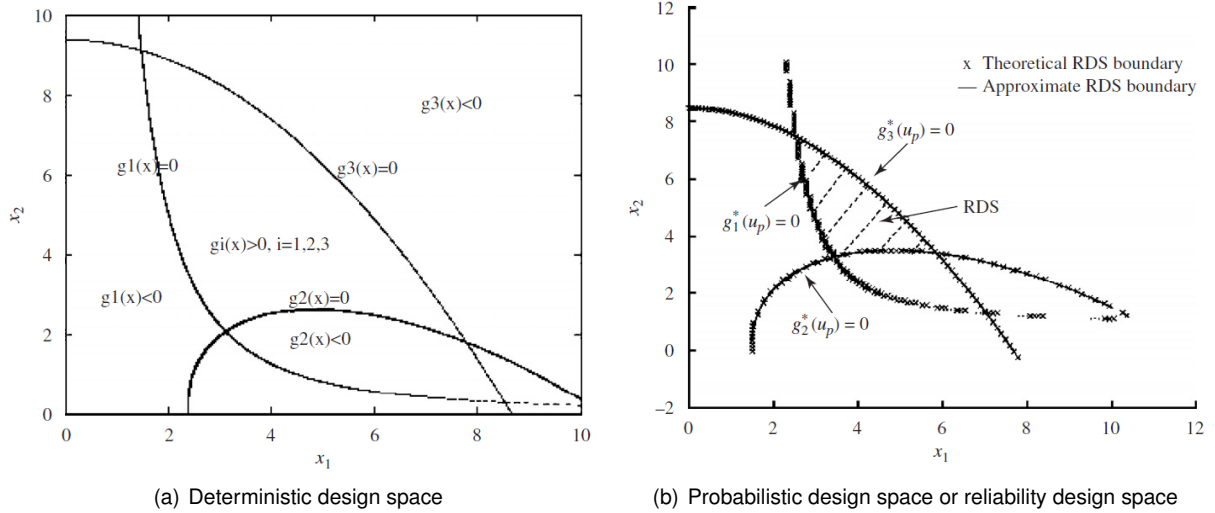 10
8
6
4
2
0
x₂
0
2
4
6
8
10
x₁
g3(x)<0
g1(x)=0
g3(x)=0
gi(x)>0, i=1,2,3
g1(x)<0
g2(x)=0
g2(x)<0
(a) Deterministic design space
12
10
8
6
4
2
0
−2
x₂
0
2
4
6
8
10
12
x₁
x Theoretical RDS boundary
— Approximate RDS boundary
g₃*(uₚ) = 0
g₁*(uₚ) = 0
RDS
g₂*(uₚ) = 0
(b) Probabilistic design space or reliability design space